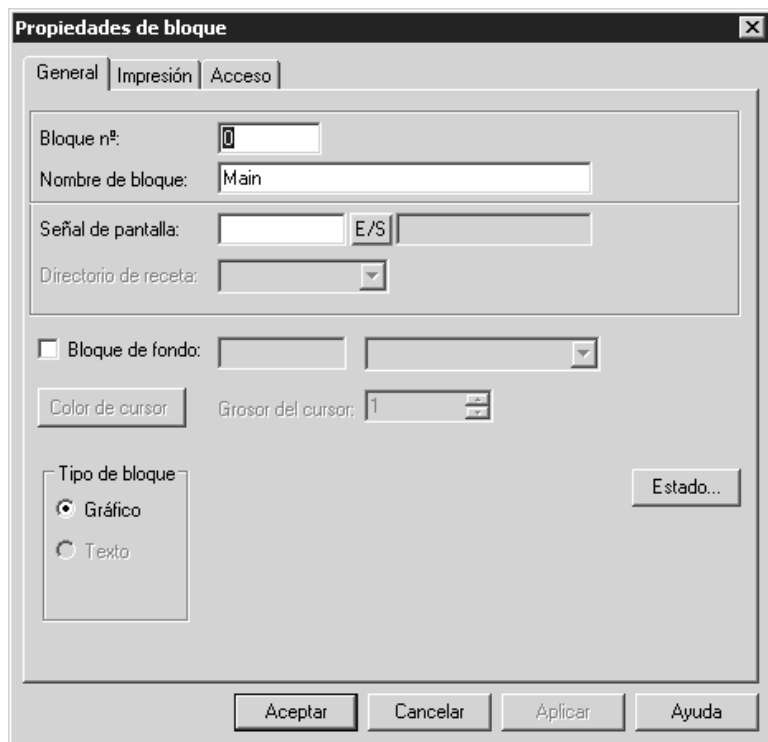 Propiedades de bloque
General Impresión Acceso
Bloque nº: 0
Nombre de bloque: Main
Señal de pantalla: E/S
Directorio de receta:
Bloque de fondo:
Color de cursor Grosor del cursor: 1
Tipo de bloque
Estado...
Gráfico
Texto
Aceptar Cancelar Aplicar Ayuda